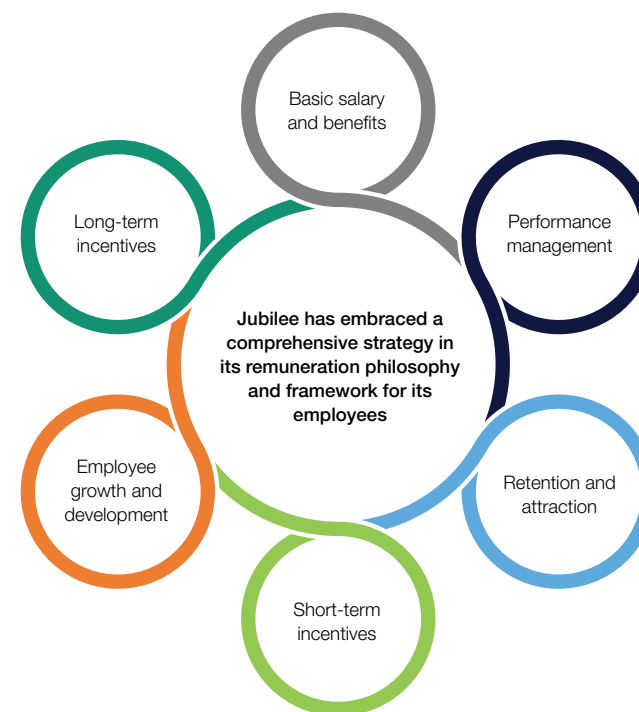 Basic salary
and benefits
Performance
management
Retention and
attraction
Short-term
incentives
Employee
growth and
development
Long-term
incentives
Jubilee has embraced a
comprehensive strategy in
its remuneration philosophy
and framework for its
employees